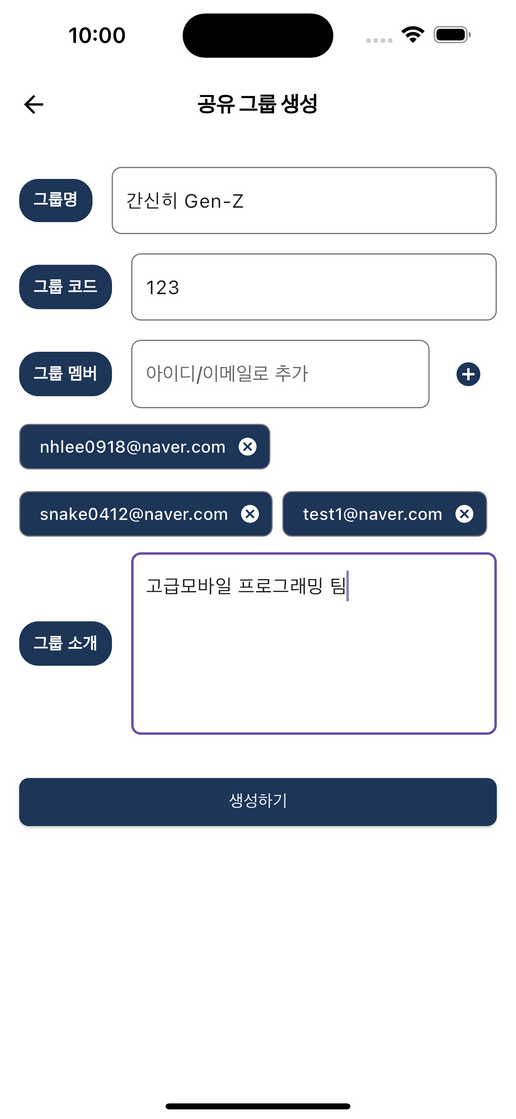 10:00
공유 그룹 생성
그룹명
간신히 Gen-Z
그룹 코드
123
그룹 멤버
아이디/이메일로 추가
nhlee0918@naver.com
snake0412@naver.com
test1@naver.com
고급모바일 프로그래밍 팀
그룹 소개
생성하기